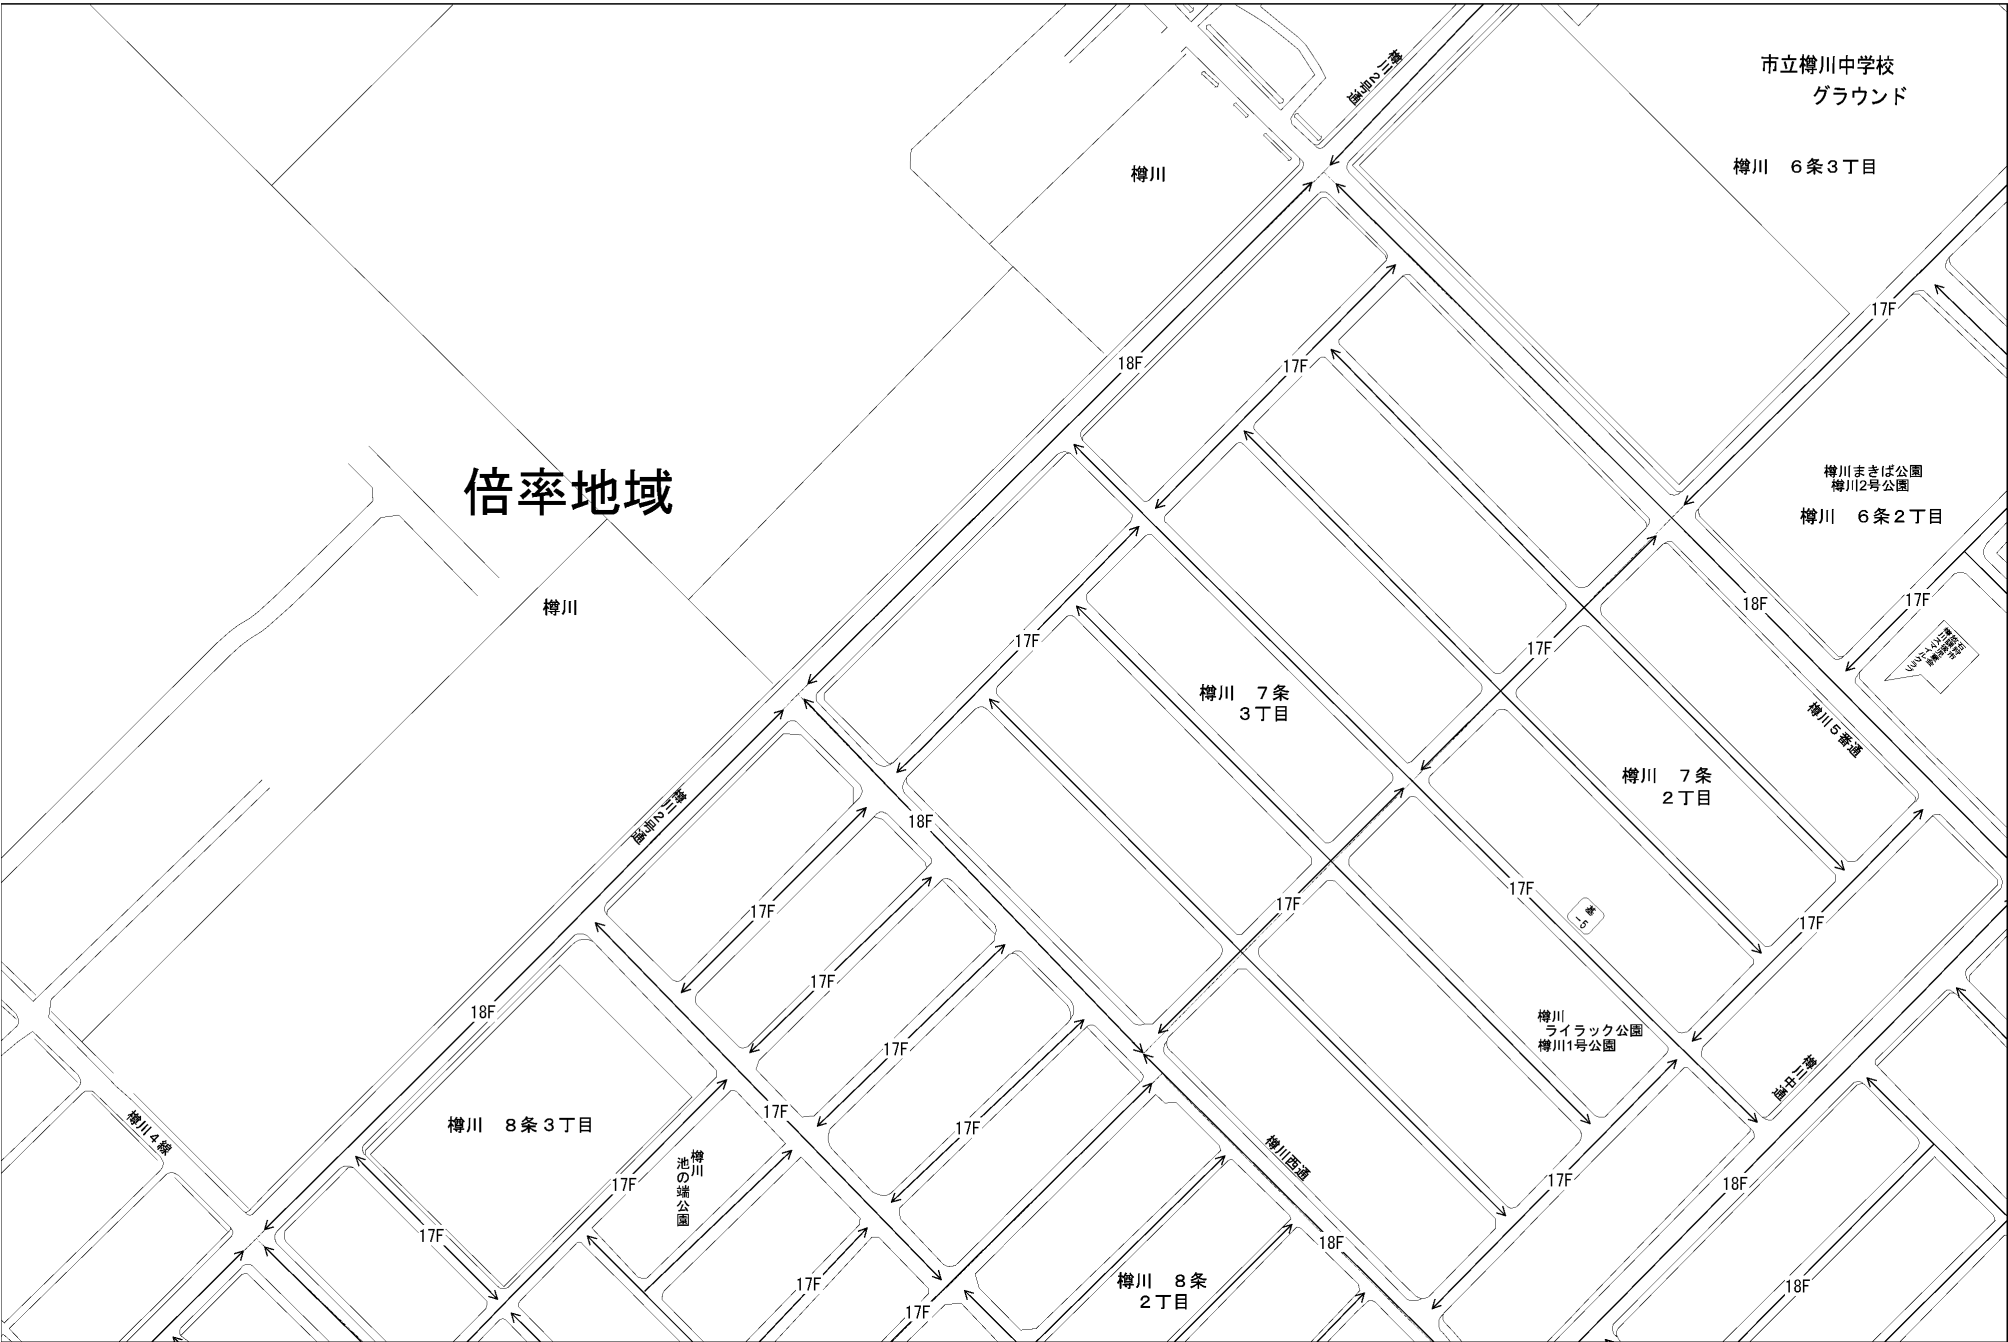 市立樽川中学校
グラウンド
樽川2号通
樽川 6条3丁目
樽川
17F
18F
17F
樽川まきば公園
樽川2号公園
樽川 6条2丁目
倍率地域
樽川
18F
17F
17F
17F
樽川 7条
3丁目
樽川5番通
樽川 7条
2丁目
樽川2号通
18F
17F
17F
17F
基
-5
17F
17F
18F
樽川
ライラック公園
樽川1号公園
17F
樽川中通
17F
樽川4線
樽川 8条3丁目
17F
樽川西通
樽川
池の端公園
17F
17F
18F
17F
18F
17F
樽川 8条
2丁目
18F
17F